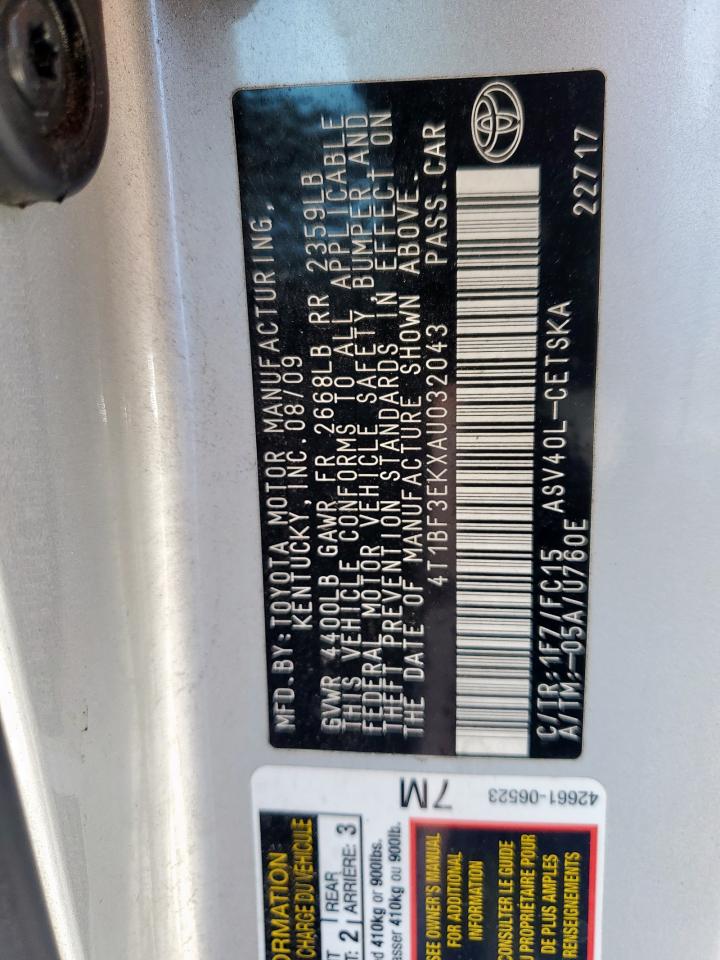 MFD.BY:TOYOTA MOTOR MANUFACTURING,
KENTUCKY, INC. 08/09
GVWR 4400LB GAWR FR 2668LB RR 2359LB
THIS VEHICLE CONFORMS TO ALL APPLICABLE
FEDERAL MOTOR VEHICLE SAFETY, BUMPER AND
THEFT PREVENTION STANDARDS IN EFFECT ON
THE DATE OF MANUFACTURE SHOWN ABOVE.
4T1BF3EKXAU032043 PASS.CAR
C/TR:1F7/FC15 ASV40L-CETSKA
A/TM:-05A/U760E 22717
7M
42661-06523
ORMATION
CHARGE DU VÉHICULE
REAR
2 ARRIÈRE: 3
410kg or 900lbs.
asser 410kg ou 900lb.
SEE OWNER'S MANUAL
FOR ADDITIONAL
INFORMATION
CONSULTER LE GUIDE
DU PROPRIÉTAIRE POUR
DE PLUS AMPLES
RENSEIGNEMENTS